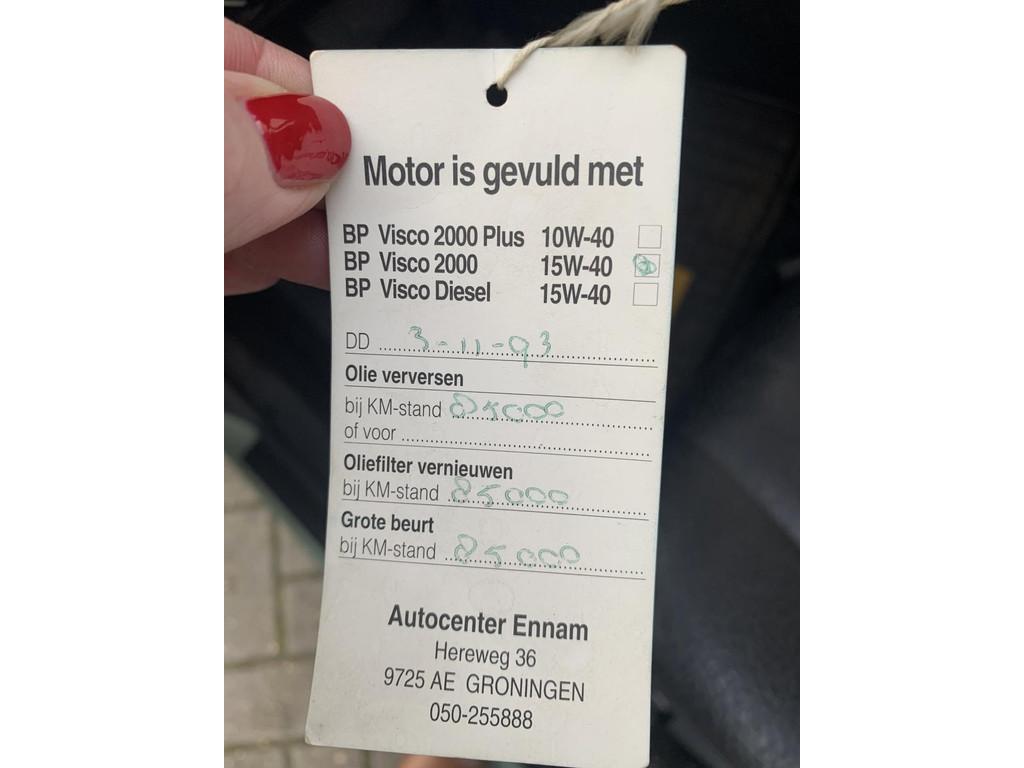 Motor is gevuld met
BP Visco 2000 Plus 10W-40
BP Visco 2000 15W-40
BP Visco Diesel 15W-40
DD 3-11-93
Olie verversen
bij KM-stand 85000
of voor
Oliefilter vernieuwen
bij KM-stand 85000
Grote beurt
bij KM-stand 85000
Autocenter Ennam
Hereweg 36
9725 AE GRONINGEN
050-255888